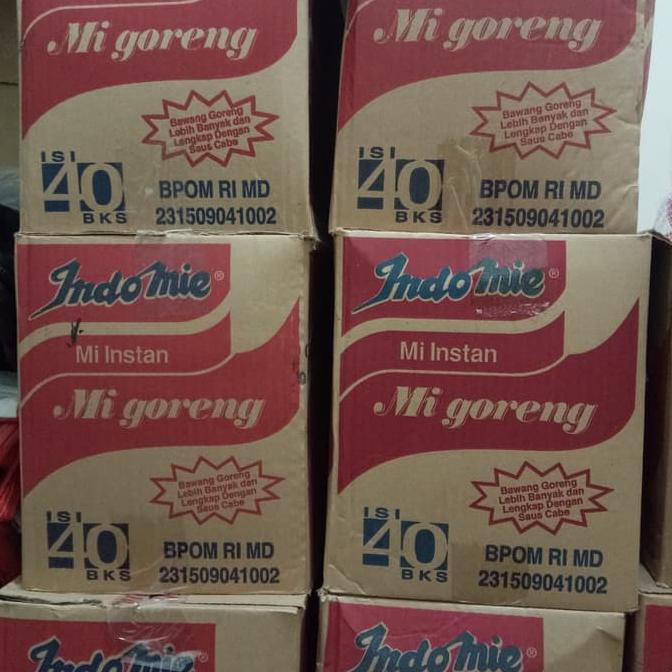 Mi goreng
Bawang Goreng
Lebih Banyak dan
Lengkap Dengan
Saus Cabe
ISI
40
BKS
BPOM RI MD
231509041002
Mi goreng
Bawang Goreng
Lebih Banyak dan
Lengkap Dengan
Saus Cabe
ISI
40
BKS
BPOM RI MD
231509041002
Indomie®
Mi Instan
Mi goreng
Bawang Goreng
Lebih Banyak dan
Lengkap Dengan
Saus Cabe
ISI
40
BKS
BPOM RI MD
231509041002
Indomie®
Mi Instan
Mi goreng
Bawang Goreng
Lebih Banyak dan
Lengkap Dengan
Saus Cabe
ISI
40
BKS
BPOM RI MD
231509041002
Indomie®
Indomie®